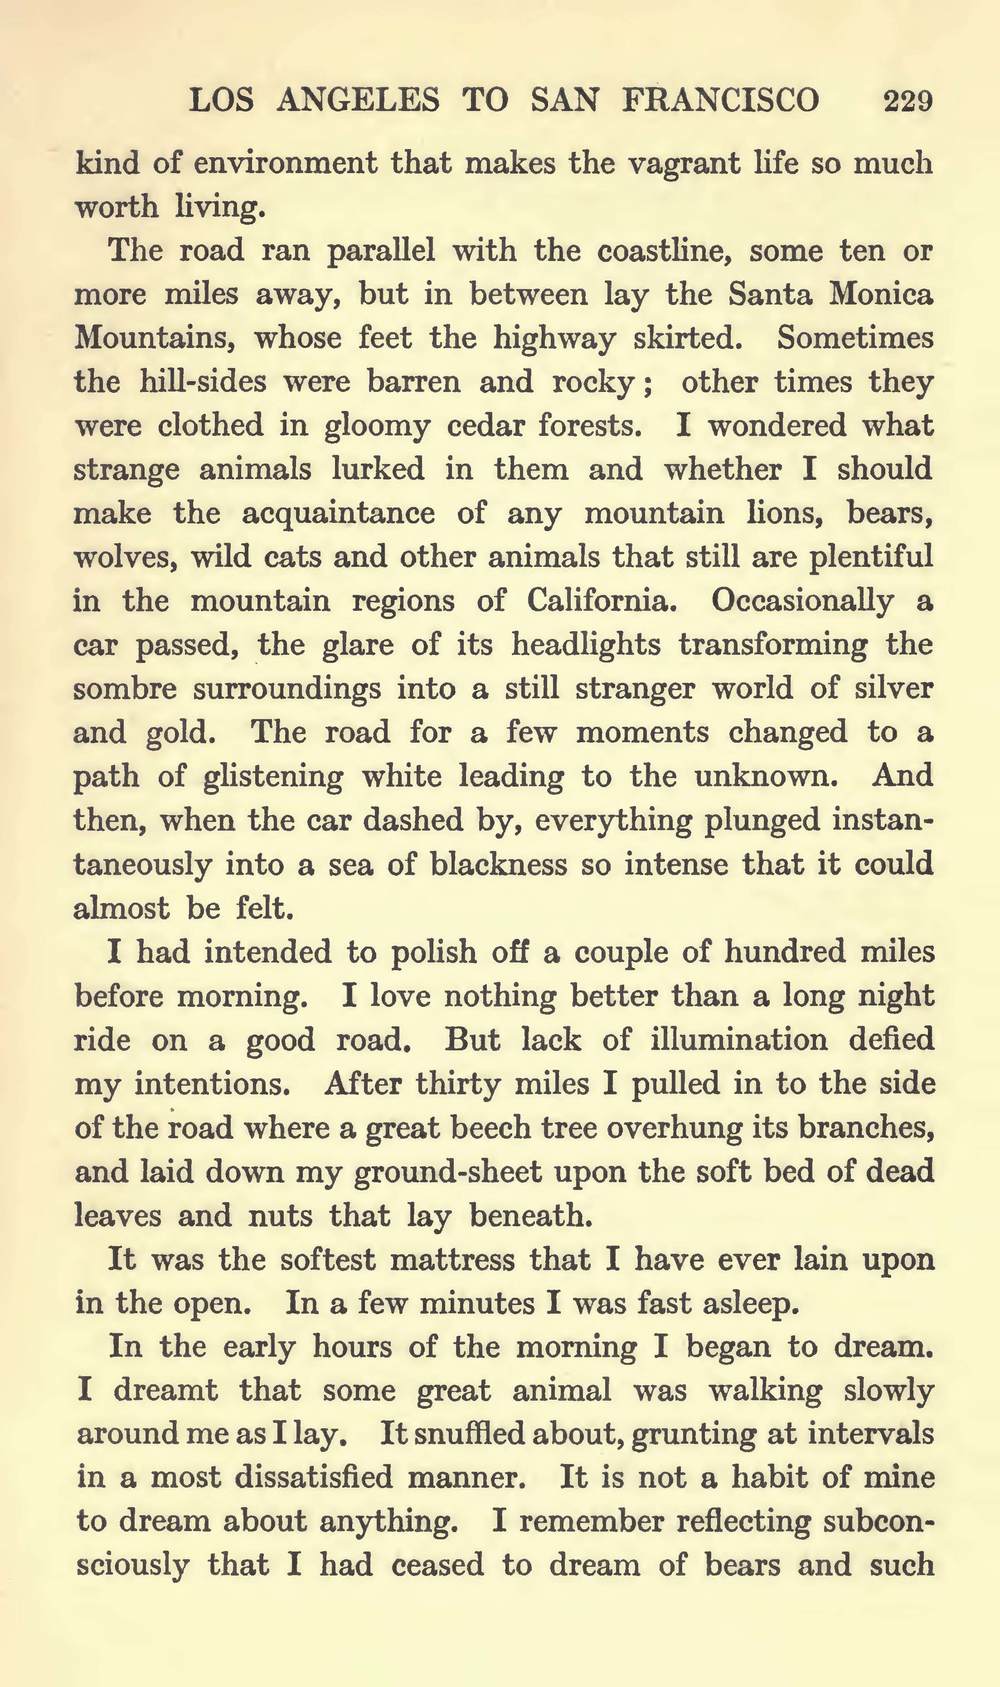 LOS ANGELES TO SAN FRANCISCO 229
kind of environment that makes the vagrant life so much
worth living.
The road ran parallel with the coastline, some ten or
more miles away, but in between lay the Santa Monica
Mountains, whose feet the highway skirted. Sometimes
the hill-sides were barren and rocky; other times they
were clothed in gloomy cedar forests. I wondered what
strange animals lurked in them and whether I should
make the acquaintance of any mountain lions, bears,
wolves, wild cats and other animals that still are plentiful
in the mountain regions of California. Occasionally a
car passed, the glare of its headlights transforming the
sombre surroundings into a still stranger world of silver
and gold. The road for a few moments changed to a
path of glistening white leading to the unknown. And
then, when the car dashed by, everything plunged instan-
taneously into a sea of blackness so intense that it could
almost be felt.
I had intended to polish off a couple of hundred miles
before morning. I love nothing better than a long night
ride on a good road. But lack of illumination defied
my intentions. After thirty miles I pulled in to the side
of the road where a great beech tree overhung its branches,
and laid down my ground-sheet upon the soft bed of dead
leaves and nuts that lay beneath.
It was the softest mattress that I have ever lain upon
in the open. In a few minutes I was fast asleep.
In the early hours of the morning I began to dream.
I dreamt that some great animal was walking slowly
around me as I lay. It snuffled about, grunting at intervals
in a most dissatisfied manner. It is not a habit of mine
to dream about anything. I remember reflecting subcon-
sciously that I had ceased to dream of bears and such